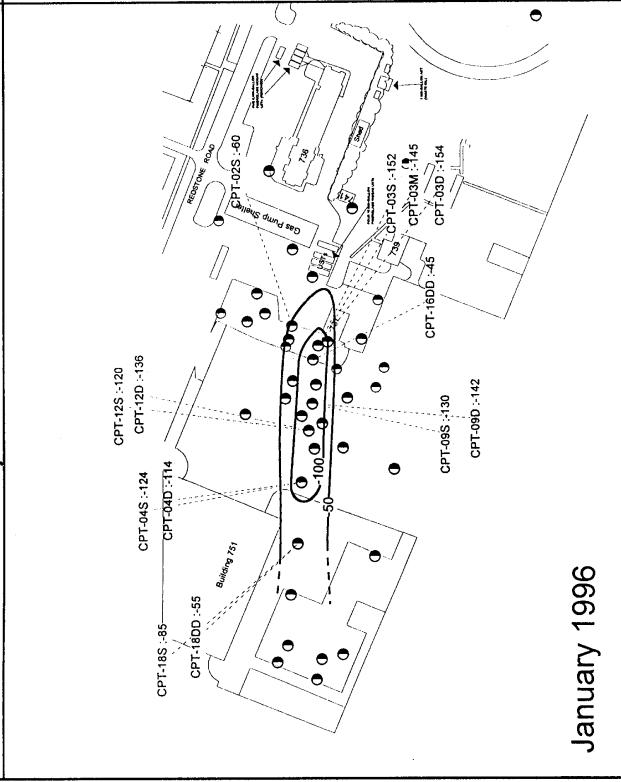 REDSTONE ROAD
736
Gas Pump Shelter
Shed
USTs
739
CPT-02S :-60
CPT-03S :-152
CPT-03M :-145
CPT-03D :-154
CPT-16DD :-45
CPT-12S :-120
CPT-12D :-136
CPT-09S :-130
CPT-09D :-142
CPT-04S :-124
CPT-04D :-114
-100
-50
Building 751
CPT-18S :-85
CPT-18DD :-55
January 1996